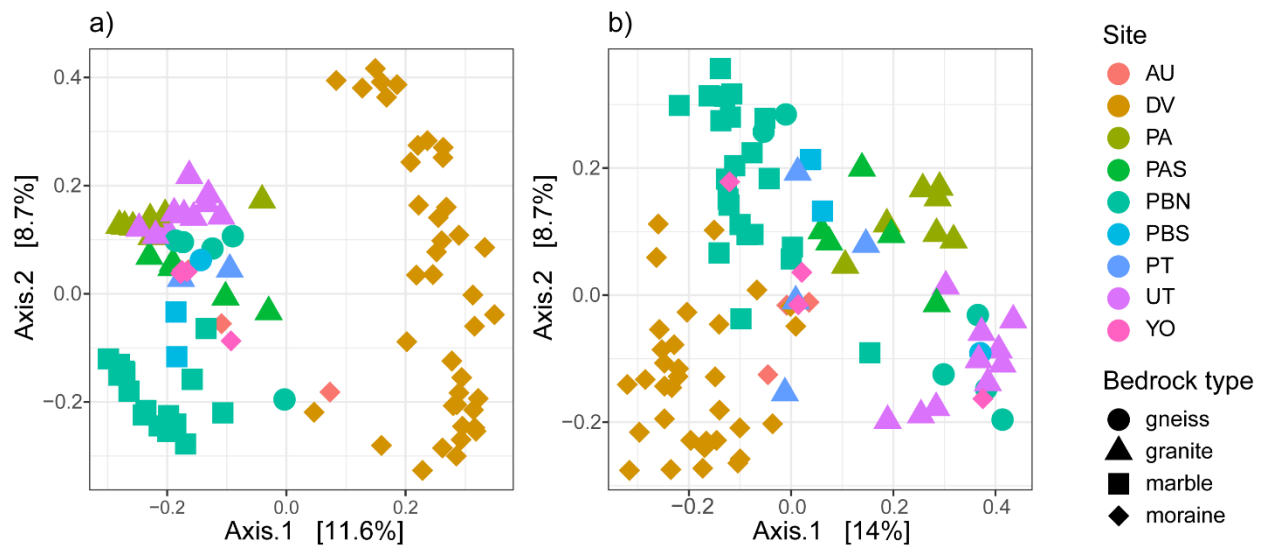 a)
Axis.2 [8.7%]
0.4
0.2
0.0
−0.2
−0.2
0.0
0.2
Axis.1 [11.6%]
b)
Axis.2 [8.7%]
0.2
0.0
−0.2
−0.2
0.0
0.2
0.4
Axis.1 [14%]
Site
AU
DV
PA
PAS
PBN
PBS
PT
UT
YO
Bedrock type
gneiss
granite
marble
moraine